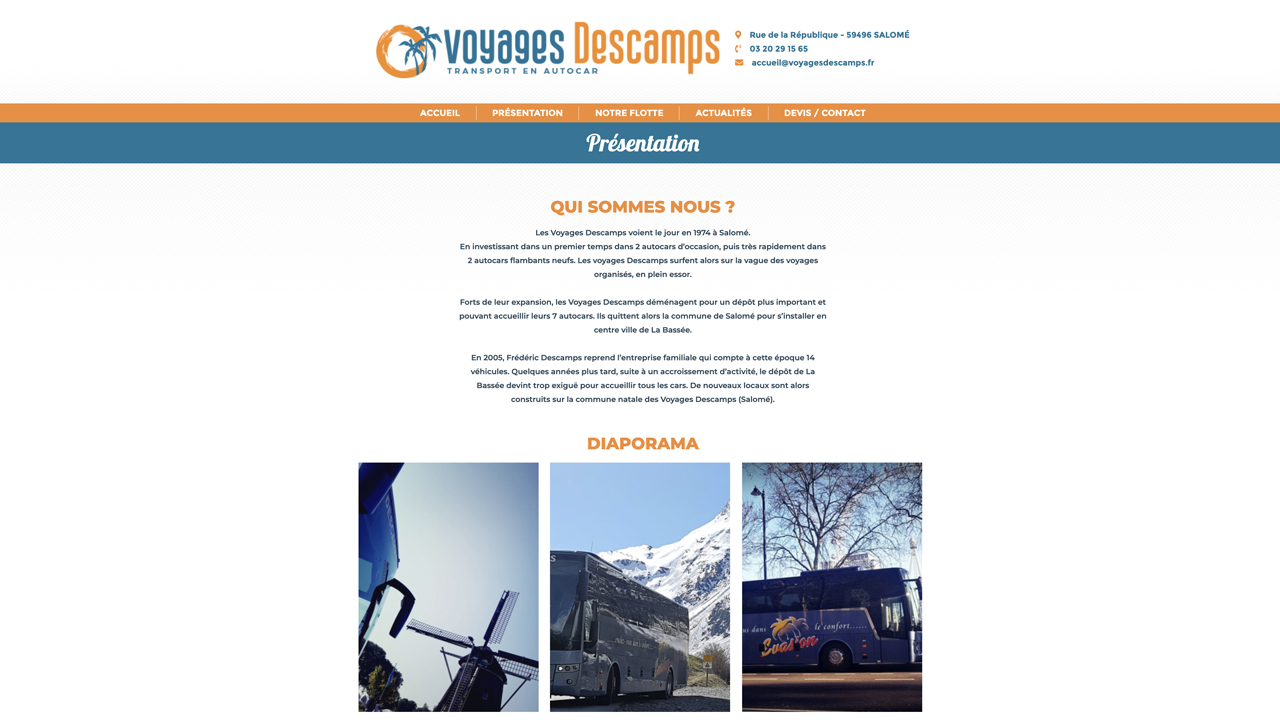 voyages Descamps
TRANSPORT EN AUTOCAR
Rue de la République - 59496 SALOMÉ
03 20 29 15 65
accueil@voyagesdescamps.fr
ACCUEIL PRÉSENTATION NOTRE FLOTTE ACTUALITÉS DEVIS / CONTACT
Présentation
QUI SOMMES NOUS ?
Les Voyages Descamps voient le jour en 1974 à Salomé.
En investissant dans un premier temps dans 2 autocars d'occasion, puis très rapidement dans
2 autocars flambants neufs. Les voyages Descamps surfent alors sur la vague des voyages
organisés, en plein essor.
Forts de leur expansion, les Voyages Descamps déménagent pour un dépôt plus important et
pouvant accueillir leurs 7 autocars. Ils quittent alors la commune de Salomé pour s'installer en
centre ville de La Bassée.
En 2005, Frédéric Descamps reprend l'entreprise familiale qui compte à cette époque 14
véhicules. Quelques années plus tard, suite à un accroissement d'activité, le dépôt de La
Bassée devint trop exiguë pour accueillir tous les cars. De nouveaux locaux sont alors
construits sur la commune natale des Voyages Descamps (Salomé).
DIAPORAMA
dans le confort......
Evas'on